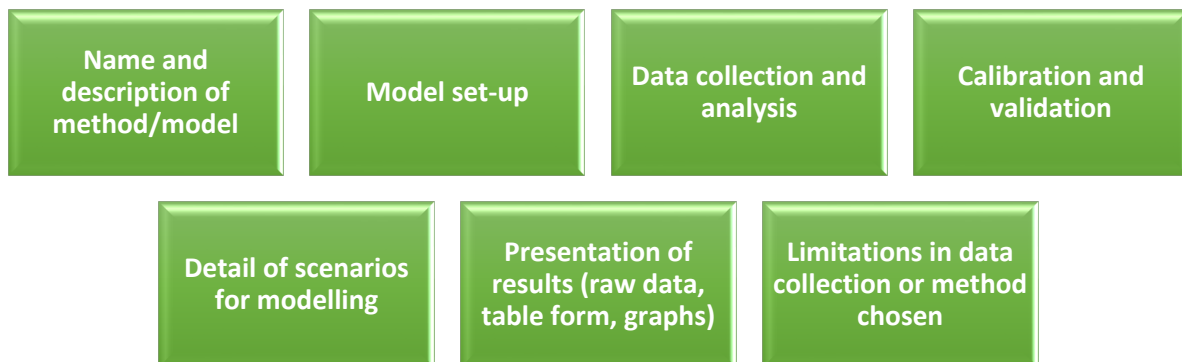 Name and
description of
method/model
Model set-up
Data collection and
analysis
Calibration and
validation
Detail of scenarios
for modelling
Presentation of
results (raw data,
table form, graphs)
Limitations in data
collection or method
chosen